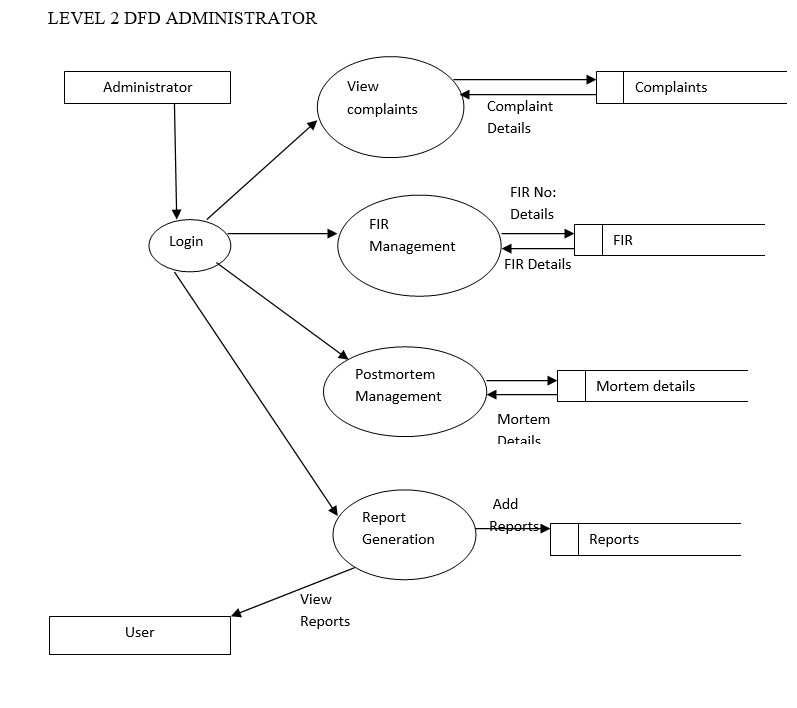 LEVEL 2 DFD ADMINISTRATOR
Administrator
View
complaints
Complaints
Complaint
Details
Login
FIR
Management
FIR No:
Details
FIR
FIR Details
Postmortem
Management
Mortem details
Mortem
Details
Report
Generation
Add
Reports
Reports
View
Reports
User